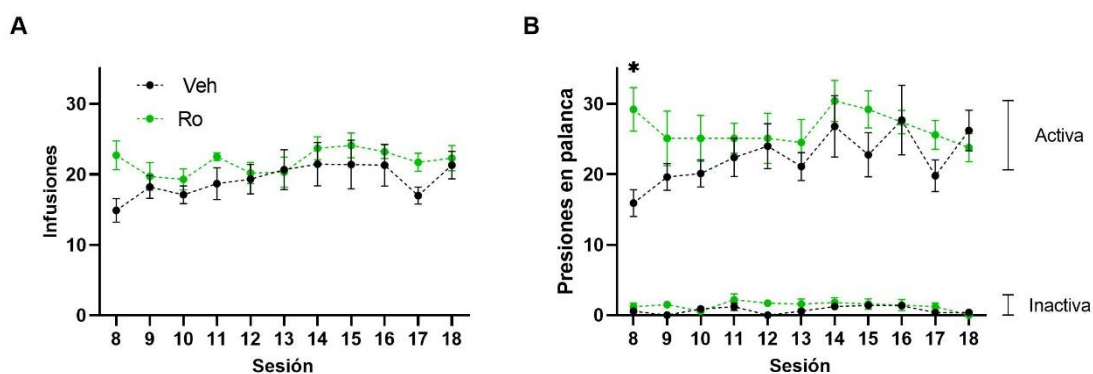 A
Infusiones
30
20
10
0
Veh
Ro
8 9 10 11 12 13 14 15 16 17 18
Sesión
B
Presiones en palanca
30
20
10
0
*
Activa
Inactiva
8 9 10 11 12 13 14 15 16 17 18
Sesión